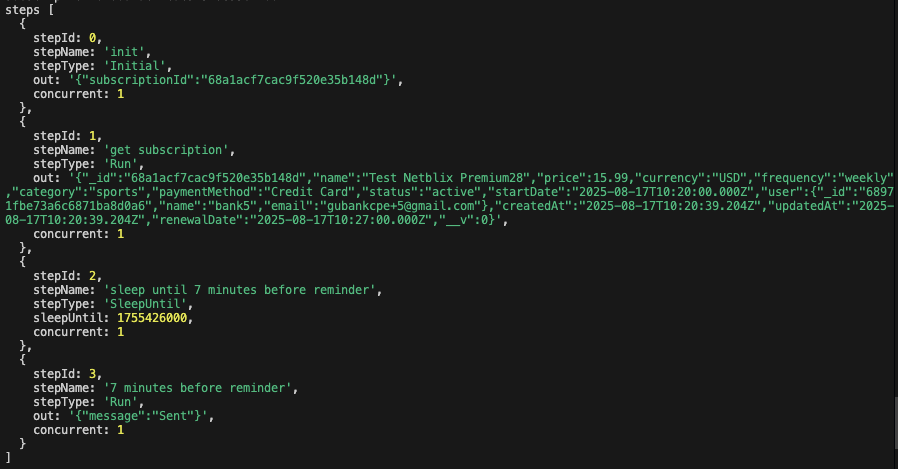 steps [
  {
    stepId: 0,
    stepName: 'init',
    stepType: 'Initial',
    out: '{"subscriptionId":"68a1acf7cac9f520e35b148d"}',
    concurrent: 1
  },
  {
    stepId: 1,
    stepName: 'get subscription',
    stepType: 'Run',
    out: '{"_id":"68a1acf7cac9f520e35b148d","name":"Test Netblix Premium28","price":15.99,"currency":"USD","frequency":"weekly"
,"category":"sports","paymentMethod":"Credit Card","status":"active","startDate":"2025-08-17T10:20:00.000Z","user":{"_id":"6897
1fbe73a6c6871ba8d0a6","name":"bank5","email":"gubankcpe+5@gmail.com"},"createdAt":"2025-08-17T10:20:39.204Z","updatedAt":"2025-
08-17T10:20:39.204Z","renewalDate":"2025-08-17T10:27:00.000Z","__v":0}',
    concurrent: 1
  },
  {
    stepId: 2,
    stepName: 'sleep until 7 minutes before reminder',
    stepType: 'SleepUntil',
    sleepUntil: 1755426000,
    concurrent: 1
  },
  {
    stepId: 3,
    stepName: '7 minutes before reminder',
    stepType: 'Run',
    out: '{"message":"Sent"}',
    concurrent: 1
  }
]